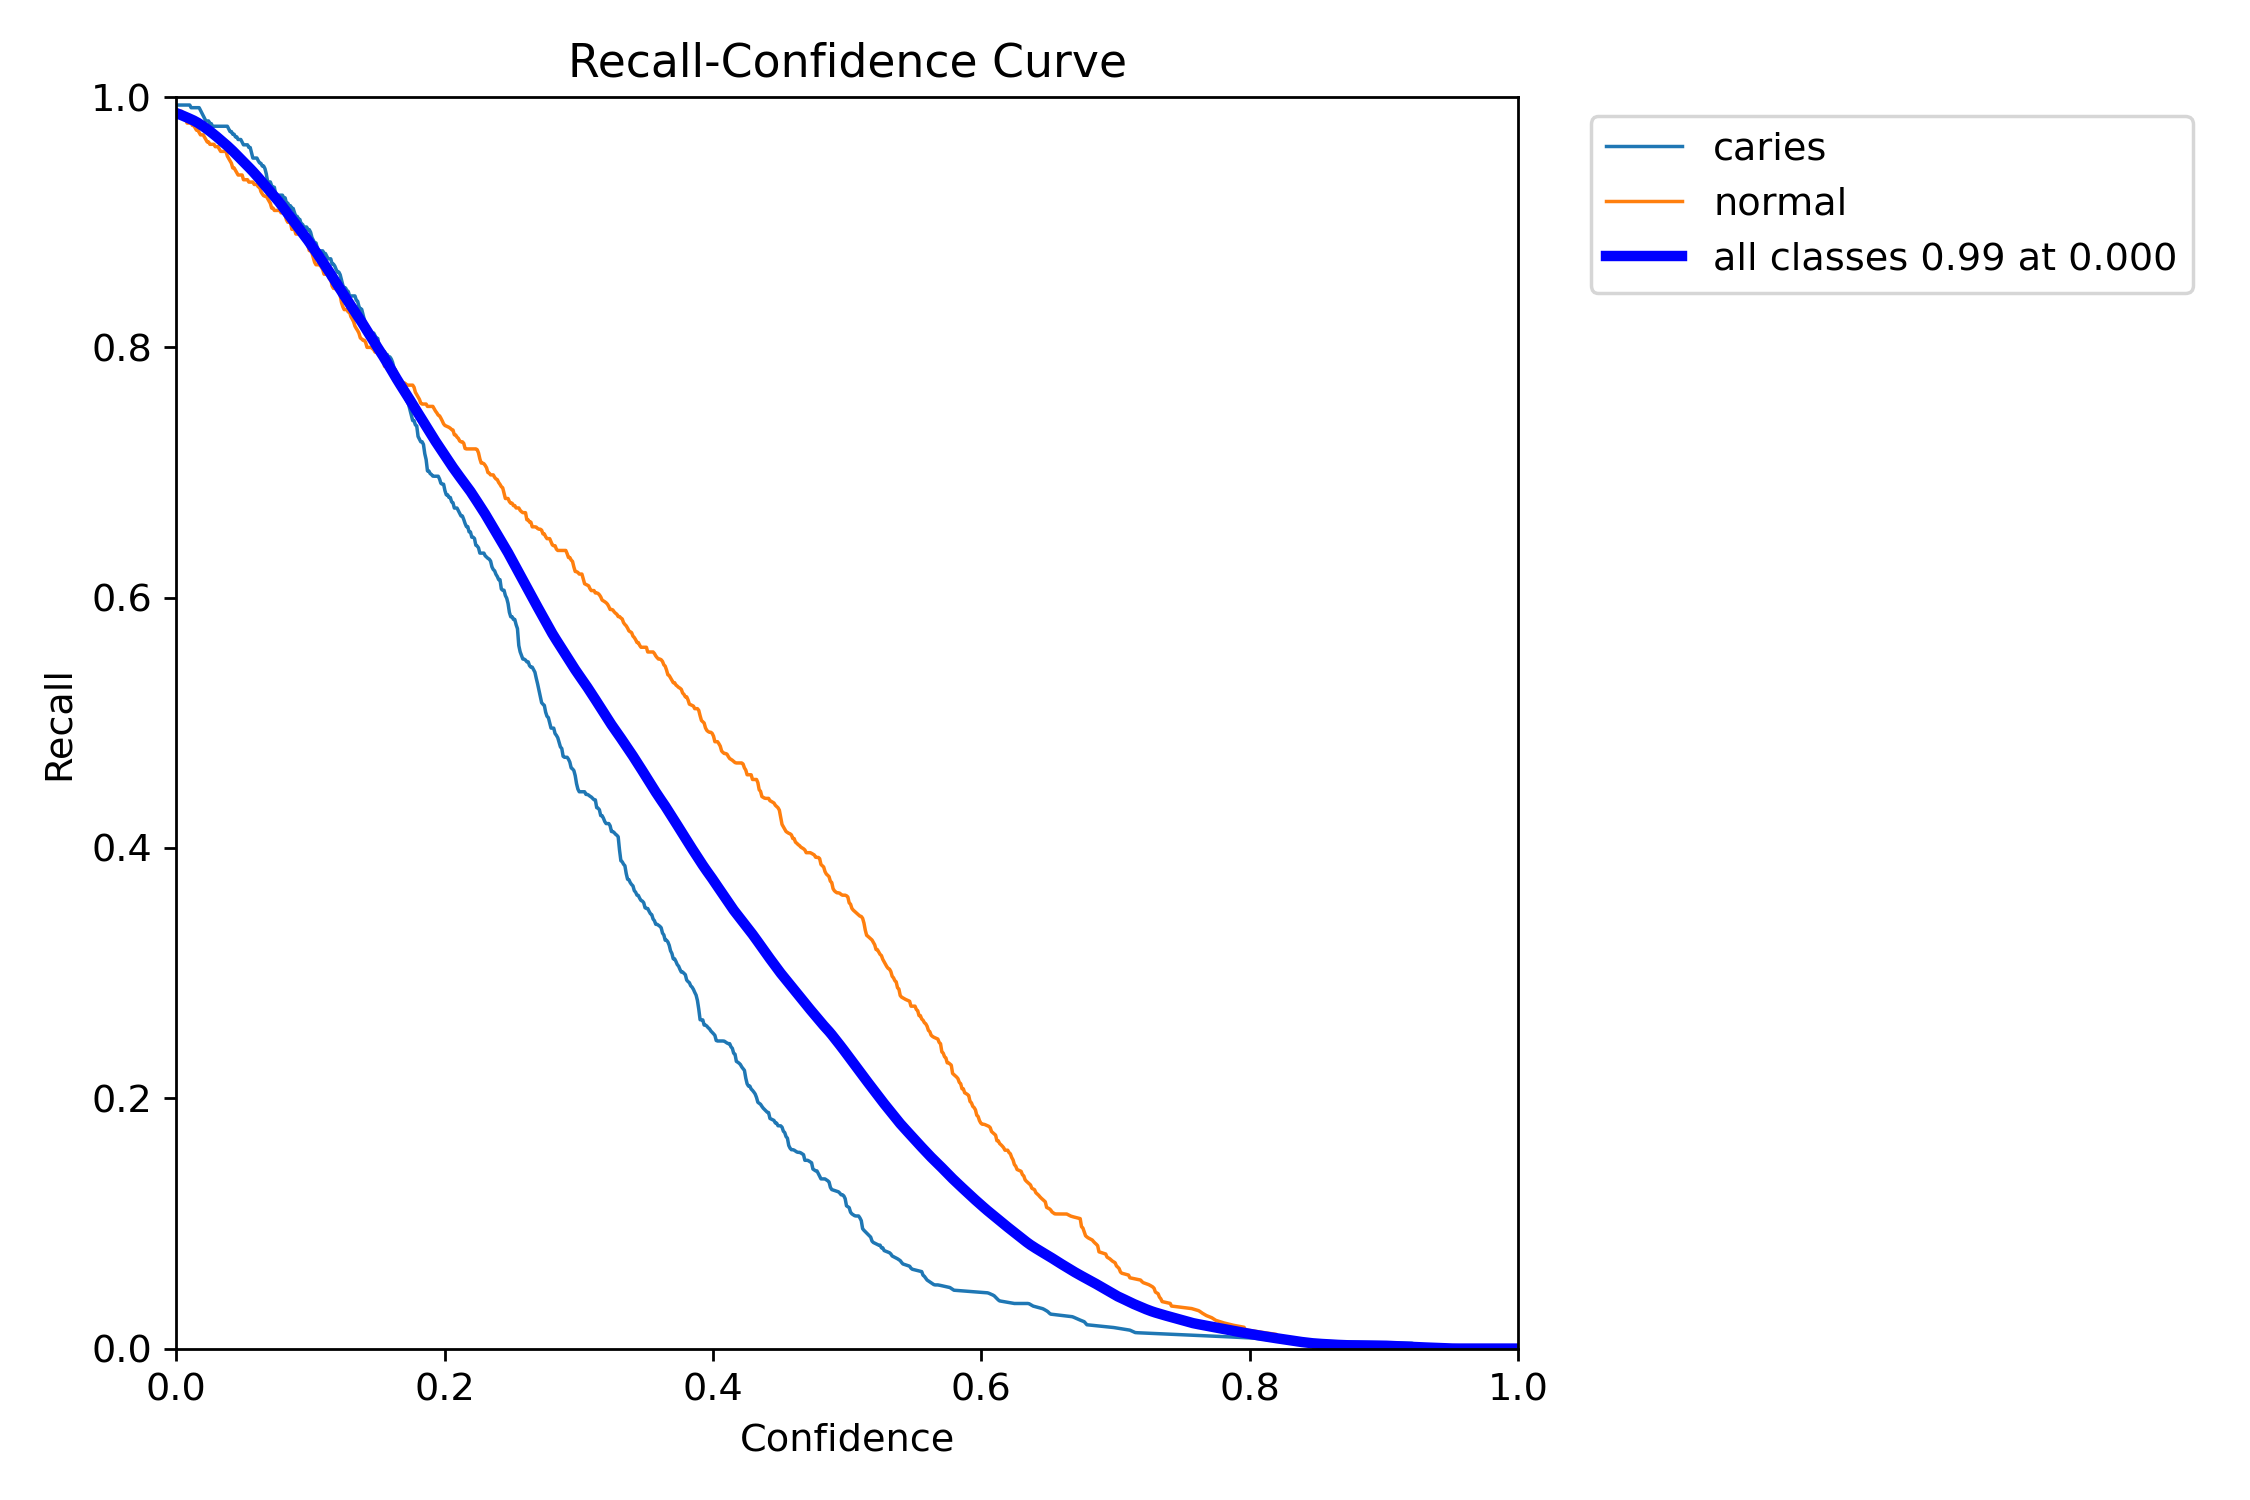 Recall-Confidence Curve
1.0
0.8
0.6
0.4
0.2
0.0
Recall
0.0 0.2 0.4 0.6 0.8 1.0
Confidence
caries
normal
all classes 0.99 at 0.000